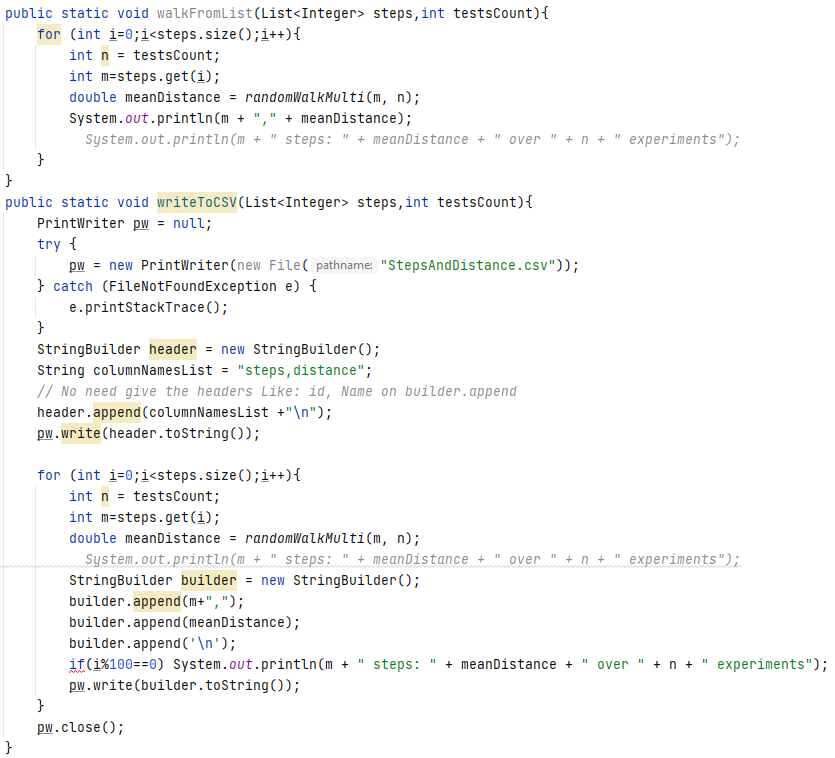 public static void walkFromList(List<Integer> steps,int testsCount){
    for (int i=0;i<steps.size();i++){
        int n = testsCount;
        int m=steps.get(i);
        double meanDistance = randomWalkMulti(m, n);
        System.out.println(m + "," + meanDistance);
          System.out.println(m + " steps: " + meanDistance + " over " + n + " experiments");
    }
}
public static void writeToCSV(List<Integer> steps,int testsCount){
    PrintWriter pw = null;
    try {
        pw = new PrintWriter(new File( pathname: "StepsAndDistance.csv"));
    } catch (FileNotFoundException e) {
        e.printStackTrace();
    }
    StringBuilder header = new StringBuilder();
    String columnNamesList = "steps,distance";
    // No need give the headers Like: id, Name on builder.append
    header.append(columnNamesList +"\n");
    pw.write(header.toString());

    for (int i=0;i<steps.size();i++){
        int n = testsCount;
        int m=steps.get(i);
        double meanDistance = randomWalkMulti(m, n);
          System.out.println(m + " steps: " + meanDistance + " over " + n + " experiments");
        StringBuilder builder = new StringBuilder();
        builder.append(m+",");
        builder.append(meanDistance);
        builder.append('\n');
        if(i%100==0) System.out.println(m + " steps: " + meanDistance + " over " + n + " experiments");
        pw.write(builder.toString());
    }
    pw.close();
}